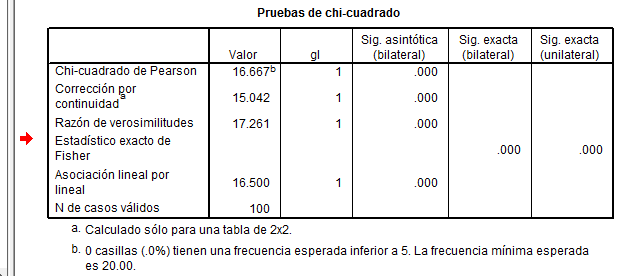 Pruebas de chi-cuadrado
Valor gl Sig. asintótica (bilateral) Sig. exacta (bilateral) Sig. exacta (unilateral)
Chi-cuadrado de Pearson 16.667b 1 .000
Corrección por continuidada 15.042 1 .000
Razón de verosimilitudes 17.261 1 .000
Estadístico exacto de Fisher .000 .000
Asociación lineal por lineal 16.500 1 .000
N de casos válidos 100
a. Calculado sólo para una tabla de 2x2.
b. 0 casillas (.0%) tienen una frecuencia esperada inferior a 5. La frecuencia mínima esperada
es 20.00.